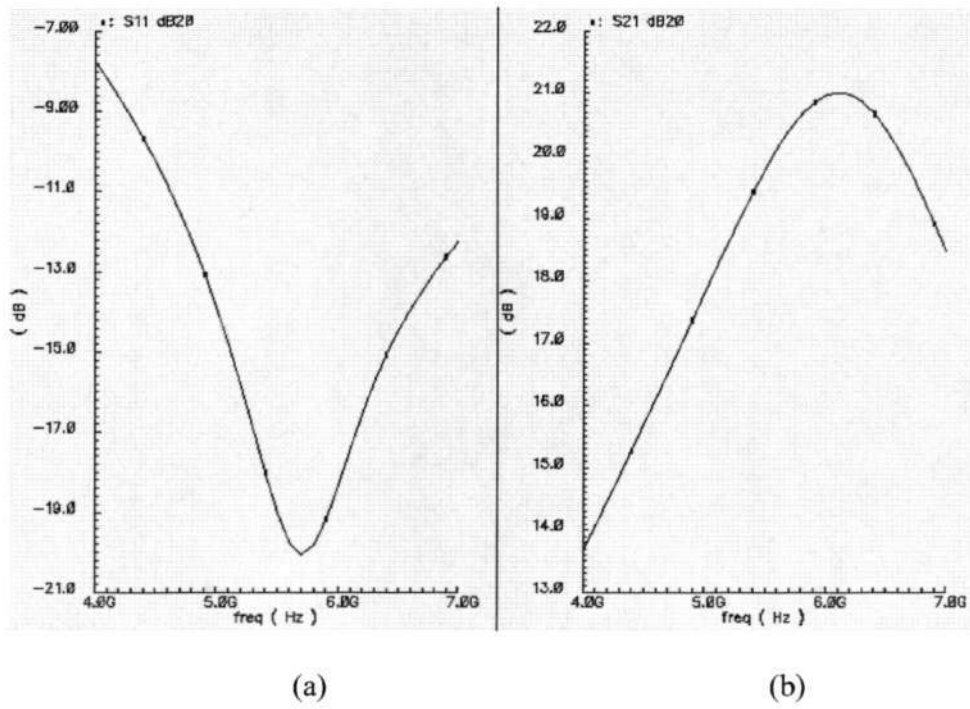 S11 dB20
-7.00
-9.00
-11.0
-13.0
-15.0
-17.0
-19.0
-21.0
( dB )
4.0G 5.0G 6.0G 7.0G
freq ( Hz )
S21 dB20
22.0
21.0
20.0
19.0
18.0
17.0
16.0
15.0
14.0
13.0
( dB )
4.0G 5.0G 6.0G 7.0G
freq ( Hz )
(a)
(b)